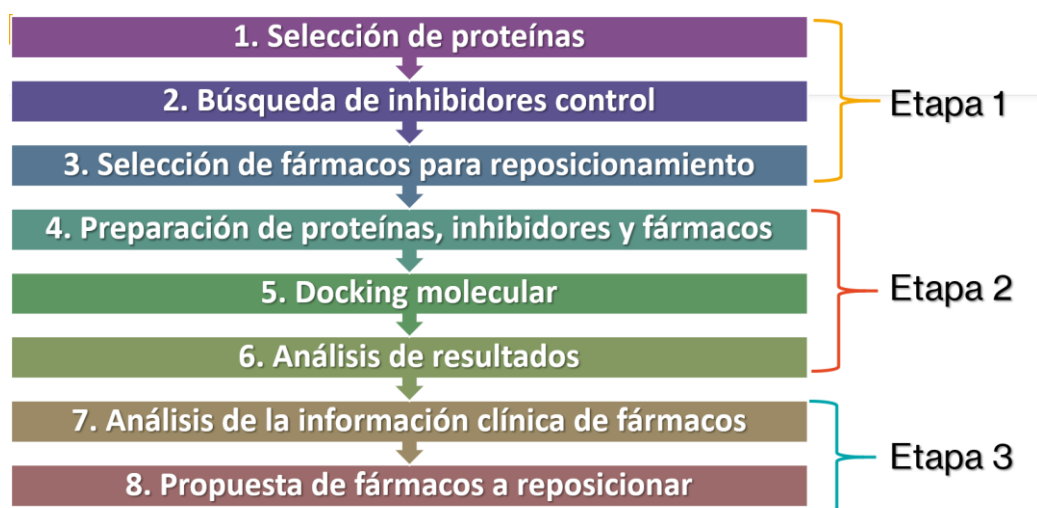 1. Selección de proteínas
2. Búsqueda de inhibidores control
3. Selección de fármacos para reposicionamiento
Etapa 1
4. Preparación de proteínas, inhibidores y fármacos
5. Docking molecular
6. Análisis de resultados
Etapa 2
7. Análisis de la información clínica de fármacos
8. Propuesta de fármacos a reposicionar
Etapa 3